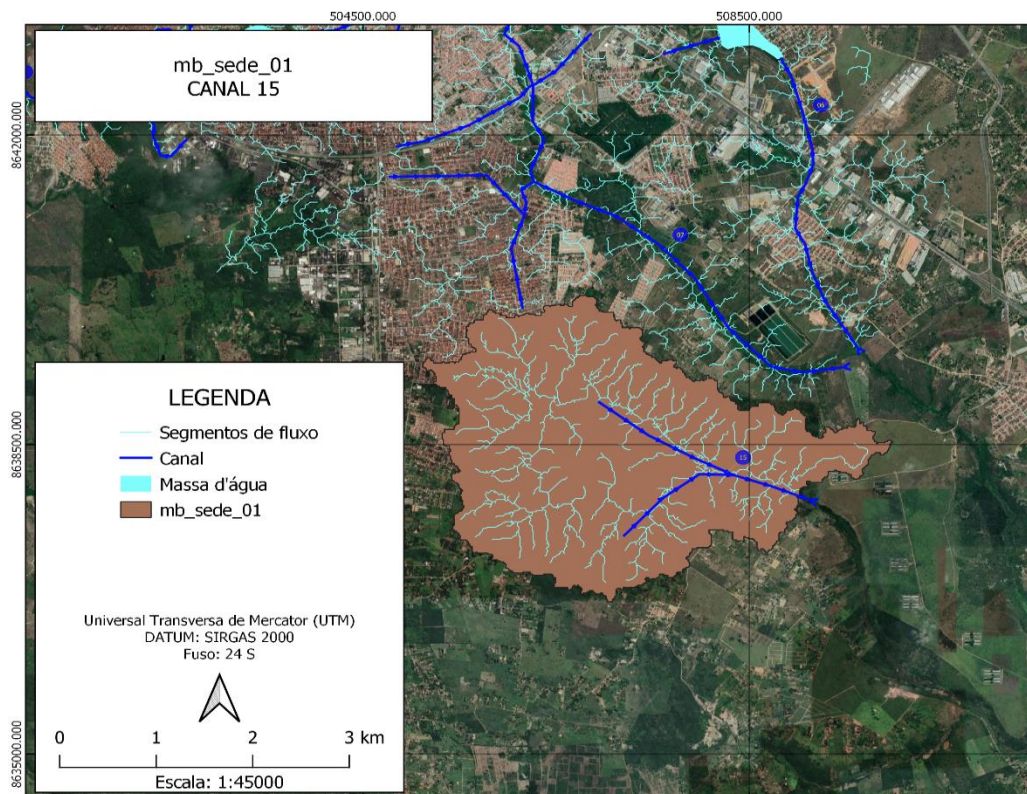 504500.000
508500.000
mb_sede_01
CANAL 15
06
8642000.000
07
LEGENDA
Segmentos de fluxo
Canal
Massa d'água
mb_sede_01
15
8638500.000
Universal Transversa de Mercator (UTM)
DATUM: SIRGAS 2000
Fuso: 24 S
0
1
2
3 km
Escala: 1:45000
8635000.000